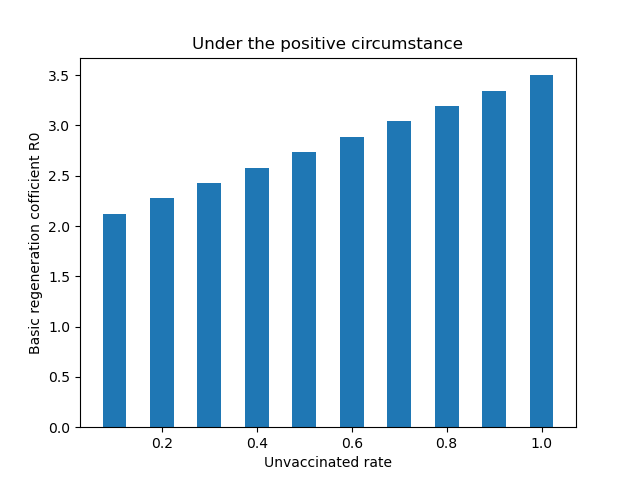 Under the positive circumstance
3.5
3.0
2.5
2.0
1.5
1.0
0.5
0.0
Basic regeneration cofficient R0
0.2 0.4 0.6 0.8 1.0
Unvaccinated rate